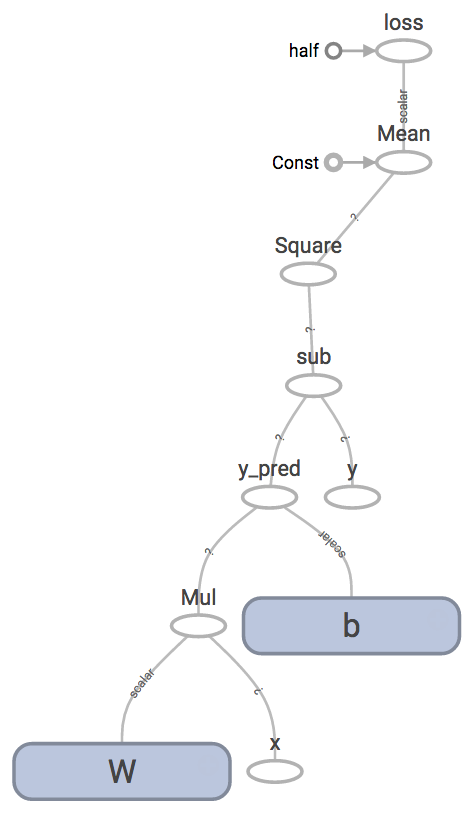 loss
half
scalar
Mean
Const
?
Square
?
sub
?
?
y_pred
y
?
scalar
Mul
b
scalar
?
x
W